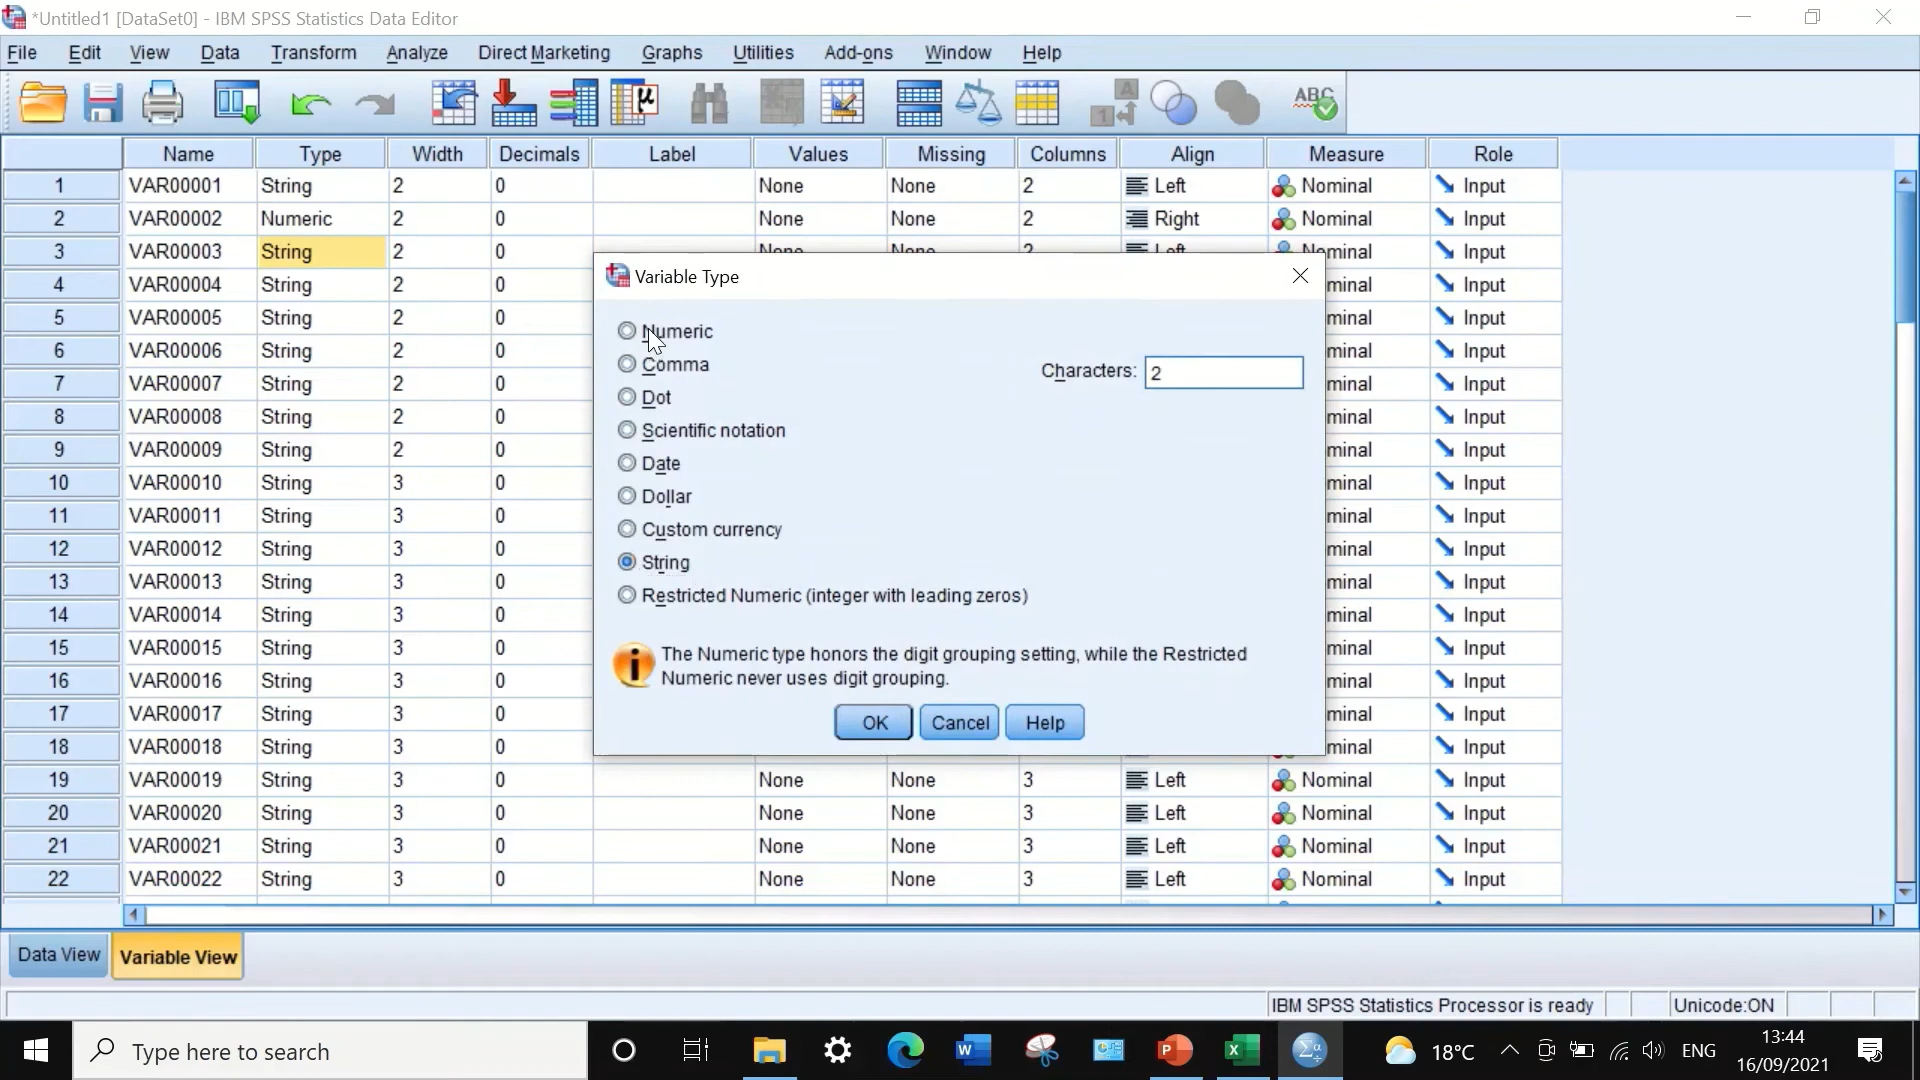 *Untitled1 [DataSet0] - IBM SPSS Statistics Data Editor
File Edit View Data Transform Analyze Direct Marketing Graphs Utilities Add-ons Window Help
Name Type Width Decimals Label Values Missing Columns Align Measure Role
1 VAR00001 String 2 0 None None 2 Left Nominal Input
2 VAR00002 Numeric 2 0 None None 2 Right Nominal Input
3 VAR00003 String 2 0 None None 2 Left Nominal Input
4 VAR00004 String 2 0 minal Input
5 VAR00005 String 2 0 minal Input
6 VAR00006 String 2 0 minal Input
7 VAR00007 String 2 0 minal Input
8 VAR00008 String 2 0 minal Input
9 VAR00009 String 2 0 minal Input
10 VAR00010 String 3 0 minal Input
11 VAR00011 String 3 0 minal Input
12 VAR00012 String 3 0 minal Input
13 VAR00013 String 3 0 minal Input
14 VAR00014 String 3 0 minal Input
15 VAR00015 String 3 0 minal Input
16 VAR00016 String 3 0 minal Input
17 VAR00017 String 3 0 minal Input
18 VAR00018 String 3 0 minal Input
19 VAR00019 String 3 0 None None 3 Left Nominal Input
20 VAR00020 String 3 0 None None 3 Left Nominal Input
21 VAR00021 String 3 0 None None 3 Left Nominal Input
22 VAR00022 String 3 0 None None 3 Left Nominal Input
Variable Type
Numeric
Comma
Characters: 2
Dot
Scientific notation
Date
Dollar
Custom currency
String
Restricted Numeric (integer with leading zeros)
The Numeric type honors the digit grouping setting, while the Restricted
Numeric never uses digit grouping.
OK Cancel Help
Data View Variable View
IBM SPSS Statistics Processor is ready Unicode:ON
Type here to search
18°C ENG
13:44
16/09/2021